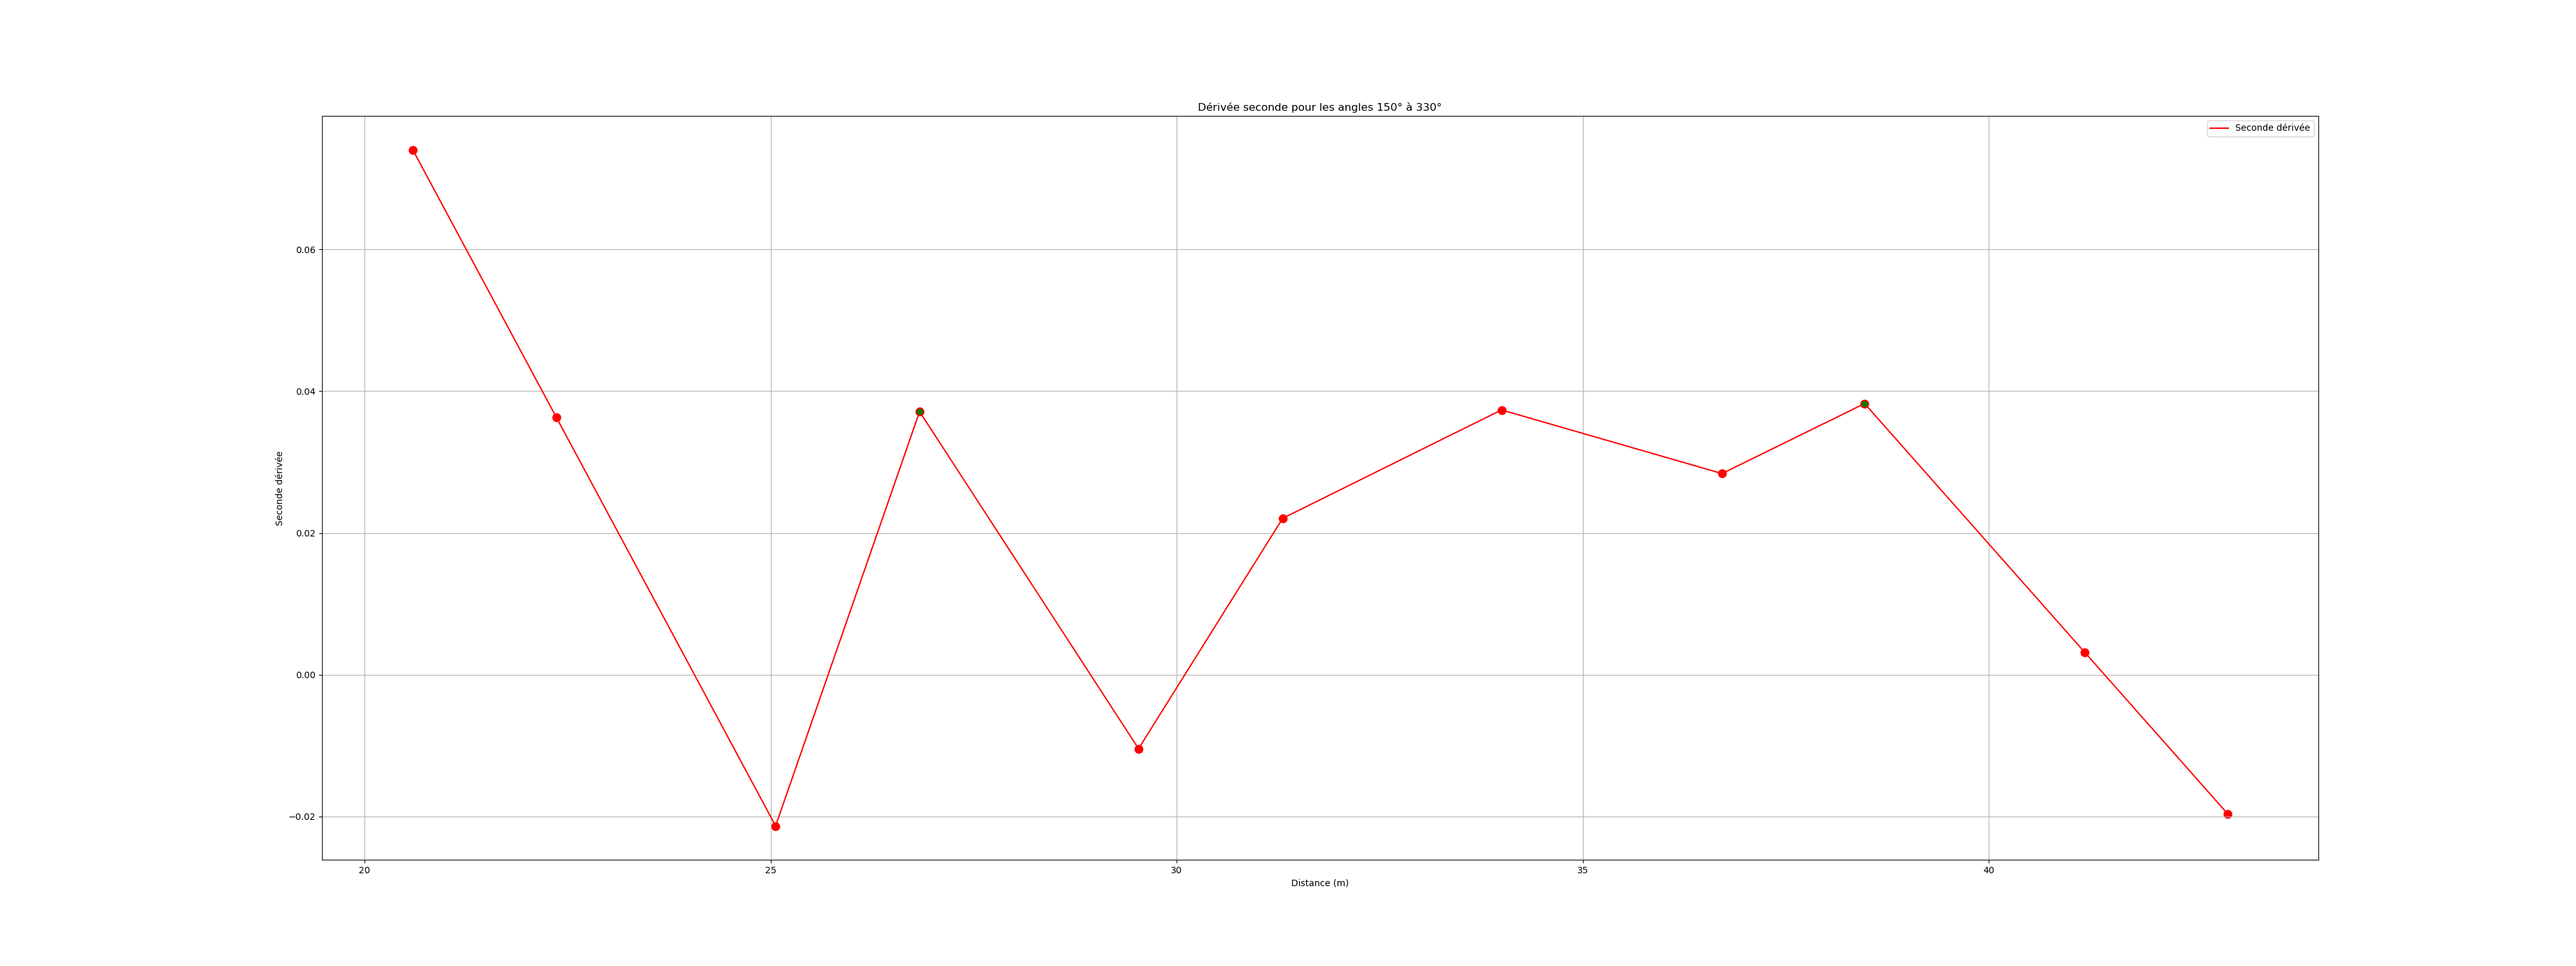 Dérivée seconde pour les angles 150° à 330°
Seconde dérivée
0.06
0.04
0.02
0.00
−0.02
Seconde dérivée
20 25 30 35 40
Distance (m)